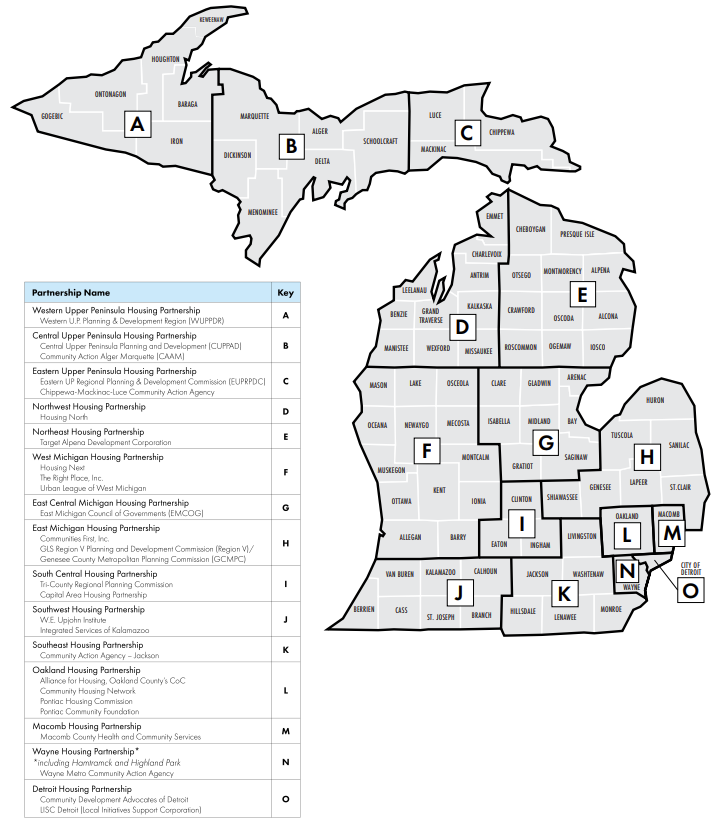 KEWEENAW
HOUGHTON
ONTONAGON
BARAGA
GOGEBIC
A
IRON
MARQUETTE
ALGER
B
DICKINSON
DELTA
SCHOOLCRAFT
MENOMINEE
LUCE
C
CHIPPEWA
MACKINAC
EMMET
CHEBOYGAN
PRESQUE ISLE
CHARLEVOIX
ANTRIM
OTSEGO
MONTMORENCY
ALPENA
LEELANAU
KALKASKA
E
BENZIE
GRAND
TRAVERSE
D
CRAWFORD
OSCODA
ALCONA
MANISTEE
WEXFORD
MISSAUKEE
ROSCOMMON
OGEMAW
IOSCO
MASON
LAKE
OSCEOLA
CLARE
GLADWIN
ARENAC
HURON
OCEANA
NEWAYGO
MECOSTA
ISABELLA
MIDLAND
BAY
TUSCOLA
SANILAC
F
G
H
MUSKEGON
MONTCALM
GRATIOT
SAGINAW
GENESEE
LAPEER
ST.CLAIR
OTTAWA
KENT
IONIA
CLINTON
SHIAWASSEE
I
OAKLAND
MACOMB
L
M
ALLEGAN
BARRY
EATON
INGHAM
LIVINGSTON
VAN BUREN
KALAMAZOO
CALHOUN
JACKSON
WASHTENAW
N
WAYNE
CITY OF
DETROIT
O
J
K
BERRIEN
CASS
ST. JOSEPH
BRANCH
HILLSDALE
LENAWEE
MONROE
Partnership Name Key
Western Upper Peninsula Housing Partnership
Western U.P. Planning & Development Region (WUPPDR)
A
Central Upper Peninsula Housing Partnership
Central Upper Peninsula Planning and Development (CUPPAD)
Community Action Alger Marquette (CAAM)
B
Eastern Upper Peninsula Housing Partnership
Eastern UP Regional Planning & Development Commission (EUPRPDC)
Chippewa-Mackinac-Luce Community Action Agency
C
Northwest Housing Partnership
Housing North
D
Northeast Housing Partnership
Target Alpena Development Corporation
E
West Michigan Housing Partnership
Housing Next
The Right Place, Inc.
Urban League of West Michigan
F
East Central Michigan Housing Partnership
East Michigan Council of Governments (EMCOG)
G
East Michigan Housing Partnership
Communities First, Inc.
GLS Region V Planning and Development Commission (Region V)/
Genesee County Metropolitan Planning Commission (GCMPC)
H
South Central Housing Partnership
Tri-County Regional Planning Commission
Capital Area Housing Partnership
I
Southwest Housing Partnership
W.E. Upjohn Institute
Integrated Services of Kalamazoo
J
Southeast Housing Partnership
Community Action Agency – Jackson
K
Oakland Housing Partnership
Alliance for Housing, Oakland County's CoC
Community Housing Network
Pontiac Housing Commission
Pontiac Community Foundation
L
Macomb Housing Partnership
Macomb County Health and Community Services
M
Wayne Housing Partnership*
*including Hamtramck and Highland Park
Wayne Metro Community Action Agency
N
Detroit Housing Partnership
Community Development Advocates of Detroit
LISC Detroit (Local Initiatives Support Corporation)
O